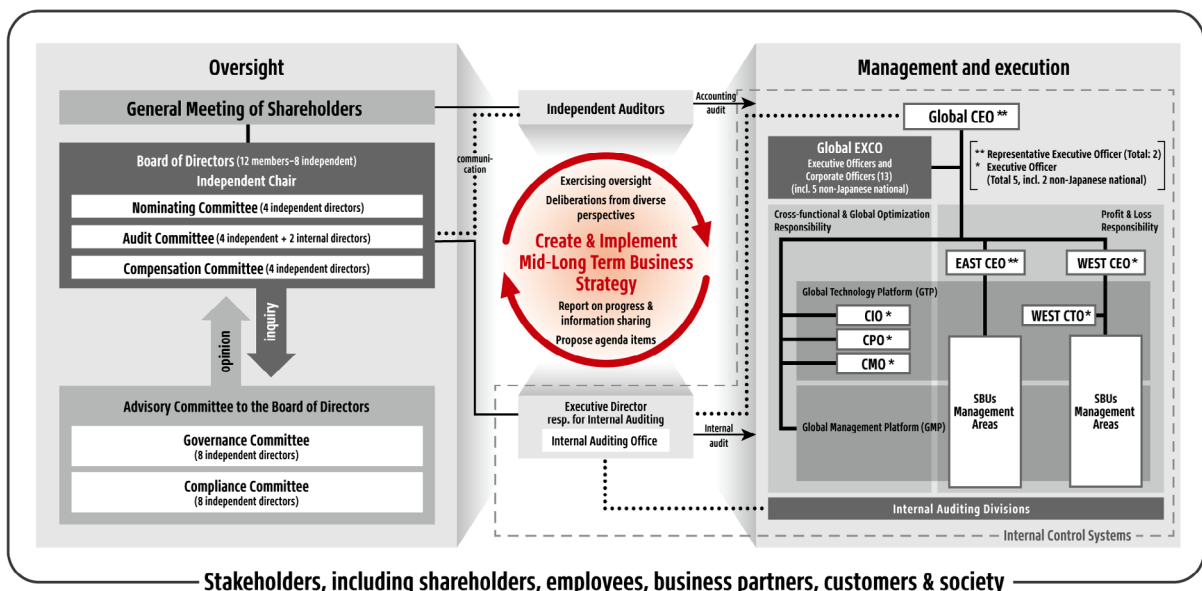 Oversight
General Meeting of Shareholders
Board of Directors (12 members–8 independent)
Independent Chair
Nominating Committee (4 independent directors)
Audit Committee (4 independent + 2 internal directors)
Compensation Committee (4 independent directors)
opinion
inquiry
Advisory Committee to the Board of Directors
Governance Committee
(8 independent directors)
Compliance Committee
(8 independent directors)
communi-
cation
Independent Auditors
Accounting
audit
Exercising oversight
Deliberations from diverse
perspectives
Create & Implement
Mid-Long Term Business
Strategy
Report on progress &
information sharing
Propose agenda items
Executive Director
resp. for Internal Auditing
Internal Auditing Office
Internal
audit
Management and execution
Global CEO **
Global EXCO
Executive Officers and
Corporate Officers (13)
(incl. 5 non-Japanese national)
** Representative Executive Officer (Total: 2)
* Executive Officer
(Total 5, incl. 2 non-Japanese national)
Cross-functional & Global Optimization
Responsibility
Profit & Loss
Responsibility
EAST CEO **
WEST CEO *
Global Technology Platform (GTP)
CIO *
CPO *
CMO *
WEST CTO *
SBUs
Management
Areas
SBUs
Management
Areas
Global Management Platform (GMP)
Internal Auditing Divisions
Internal Control Systems
Stakeholders, including shareholders, employees, business partners, customers & society